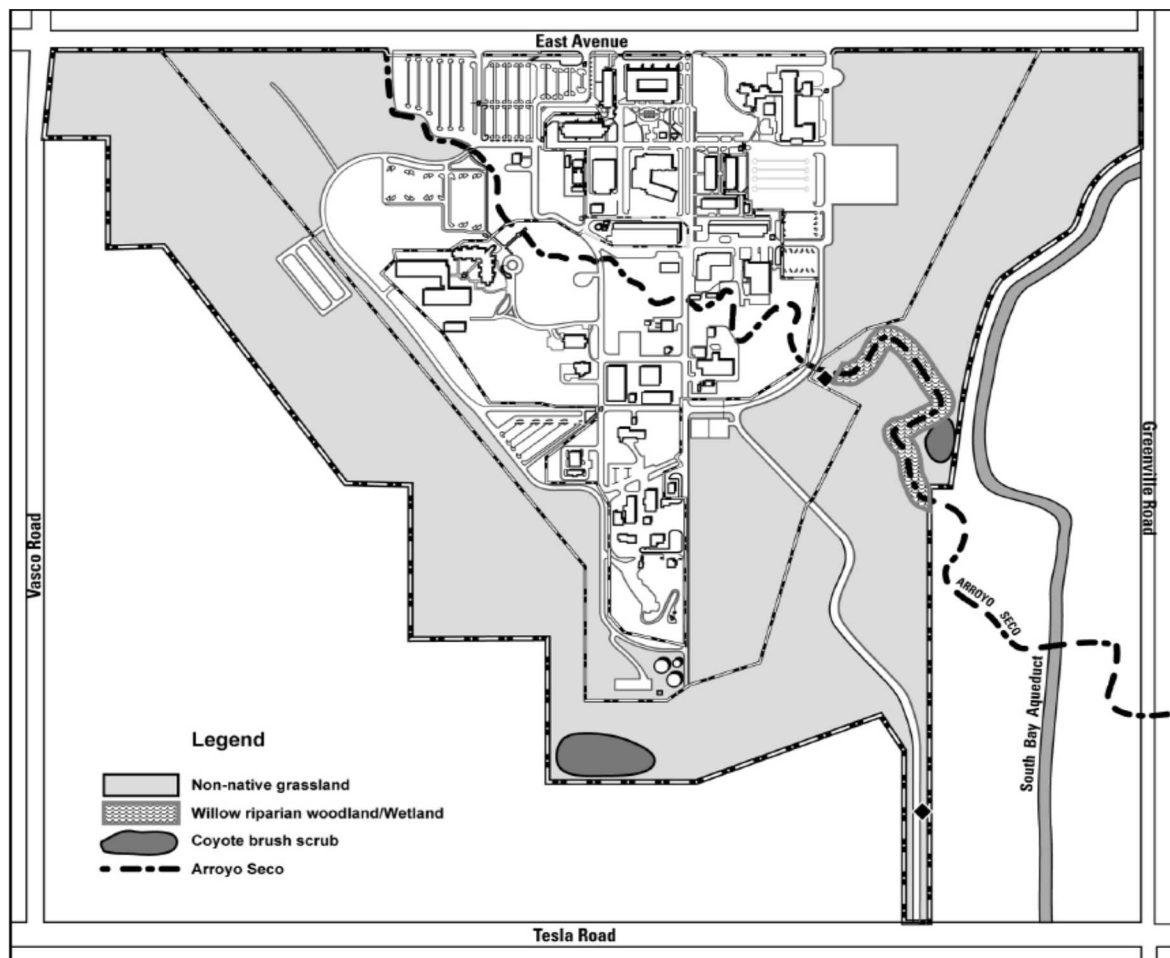 East Avenue
Vasco Road
Greenville Road
ARROYO SECO
South Bay Aqueduct
Legend
Non-native grassland
Willow riparian woodland/Wetland
Coyote brush scrub
Arroyo Seco
Tesla Road